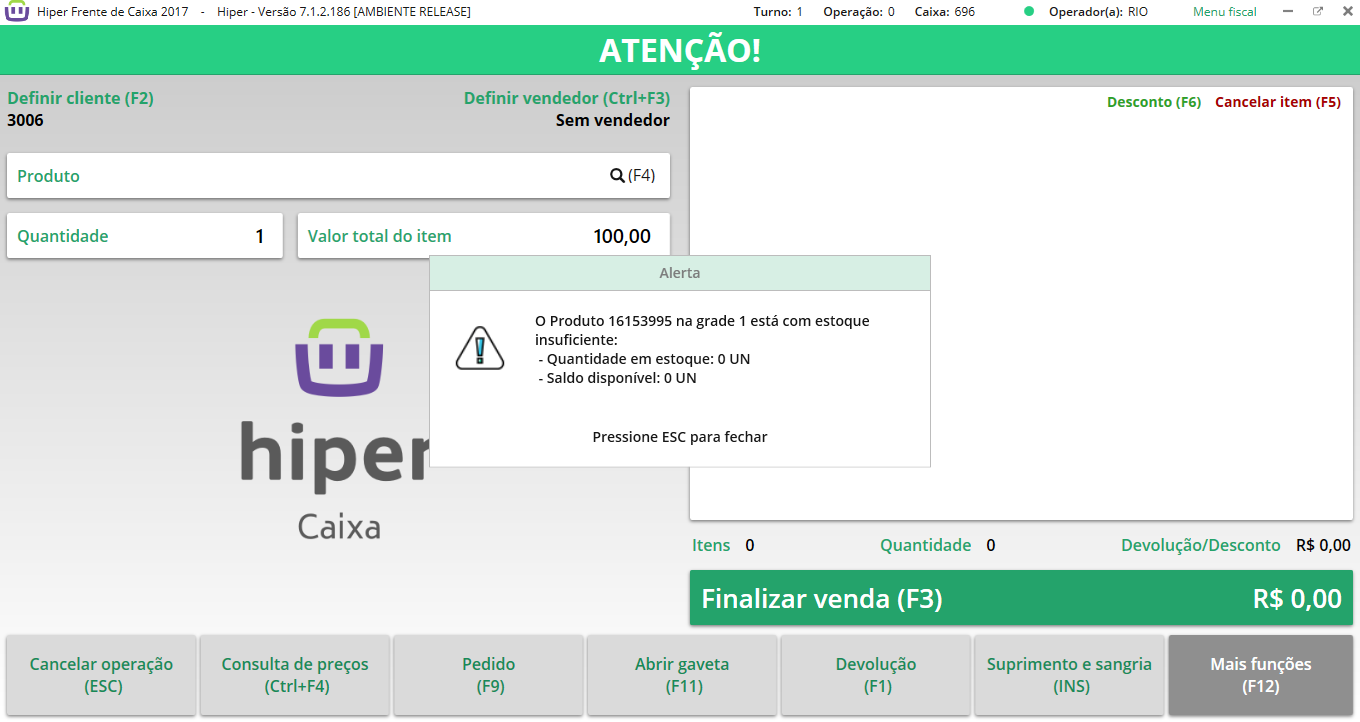 Hiper Frente de Caixa 2017 - Hiper - Versão 7.1.2.186 [AMBIENTE RELEASE] Turno: 1 Operação: 0 Caixa: 696 Operador(a): RIO Menu fiscal
ATENÇÃO!
Definir cliente (F2) Definir vendedor (Ctrl+F3)
3006 Sem vendedor
Desconto (F6) Cancelar item (F5)
Produto (F4)
Quantidade 1 Valor total do item 100,00
Alerta
O Produto 16153995 na grade 1 está com estoque
insuficiente:
- Quantidade em estoque: 0 UN
- Saldo disponível: 0 UN
Pressione ESC para fechar
hiper
Caixa
Itens 0 Quantidade 0 Devolução/Desconto R$ 0,00
Finalizar venda (F3) R$ 0,00
Cancelar operação
(ESC)
Consulta de preços
(Ctrl+F4)
Pedido
(F9)
Abrir gaveta
(F11)
Devolução
(F1)
Suprimento e sangria
(INS)
Mais funções
(F12)